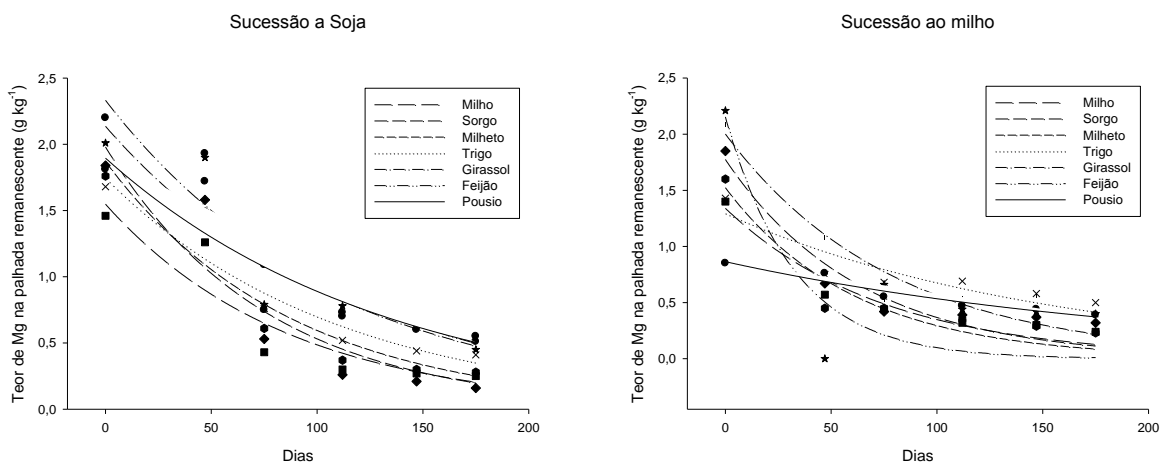 Sucessão a Soja
Teor de Mg na palhada remanescente (g kg-1)
2,5
2,0
1,5
1,0
0,5
0,0
0
50
100
150
200
Dias
Milho
Sorgo
Milheto
Trigo
Girassol
Feijão
Pousio
Sucessão ao milho
Teor de Mg na palhada remanescente (g kg-1)
2,5
2,0
1,5
1,0
0,5
0,0
0
50
100
150
200
Dias
Milho
Sorgo
Milheto
Trigo
Girassol
Feijão
Pousio